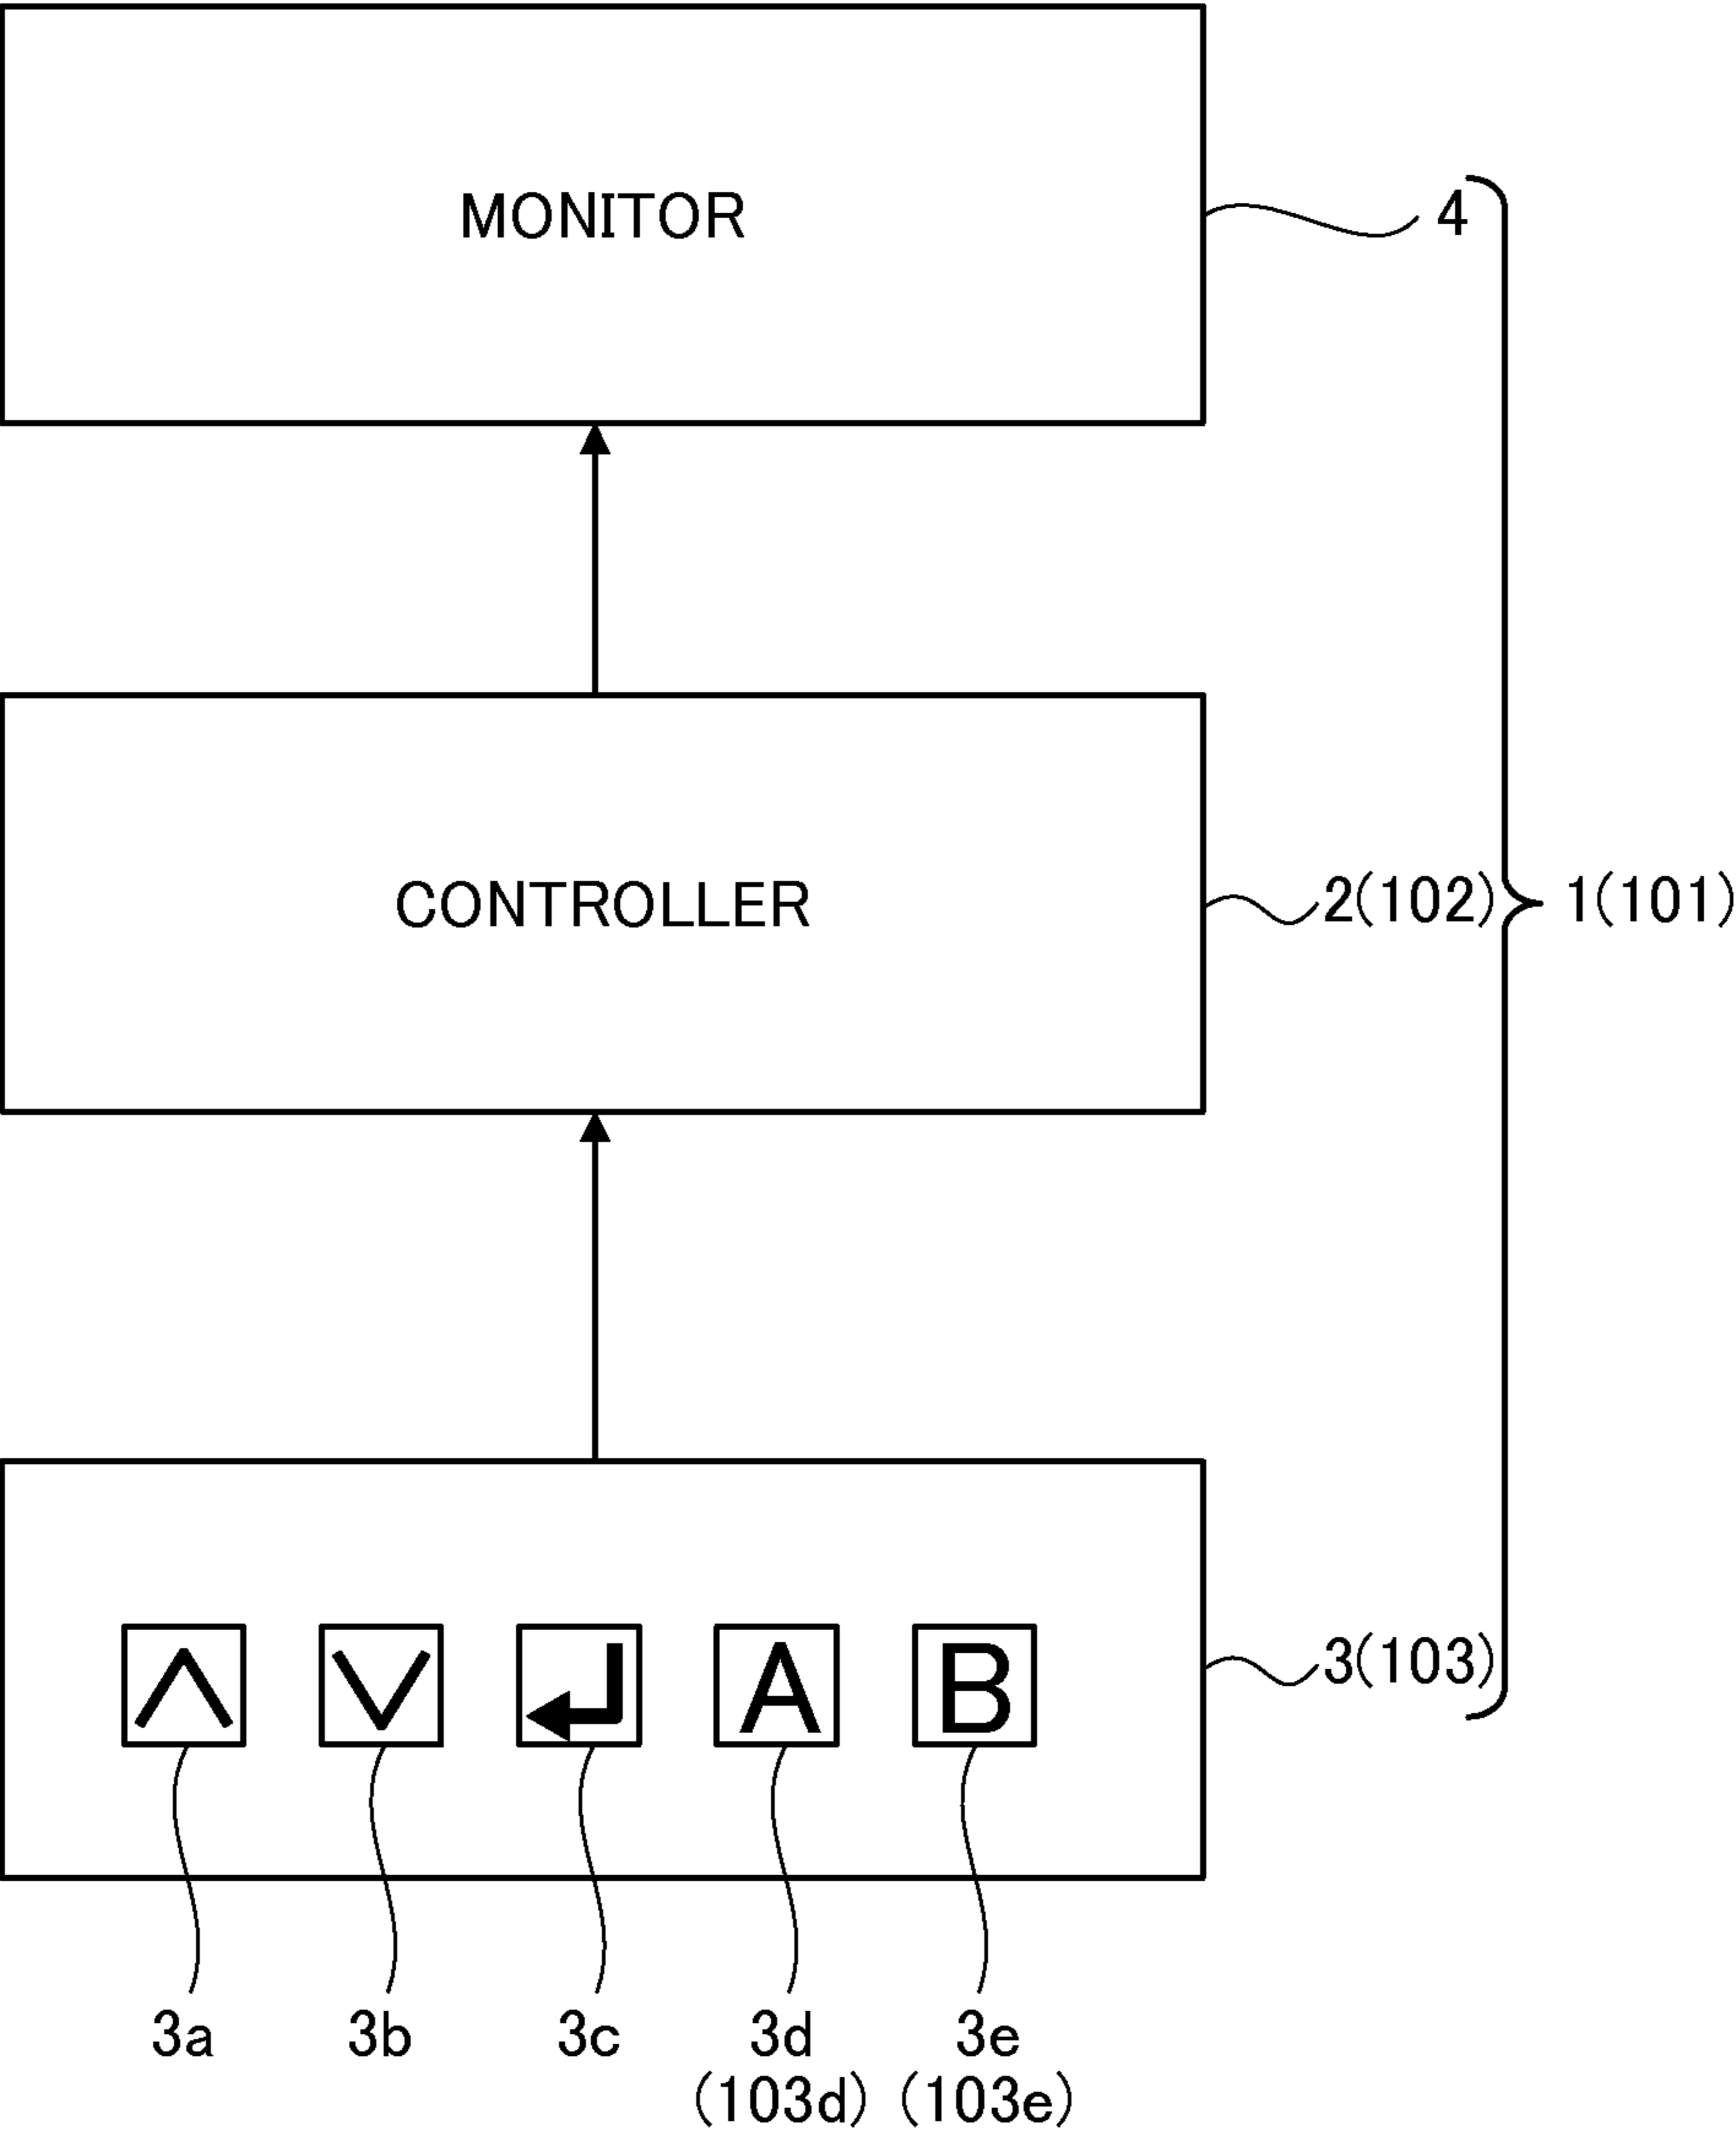 MONITOR
4
CONTROLLER
2(102)
1(101)
3(103)
A
B
3a
3b
3c
3d
(103d)
3e
(103e)